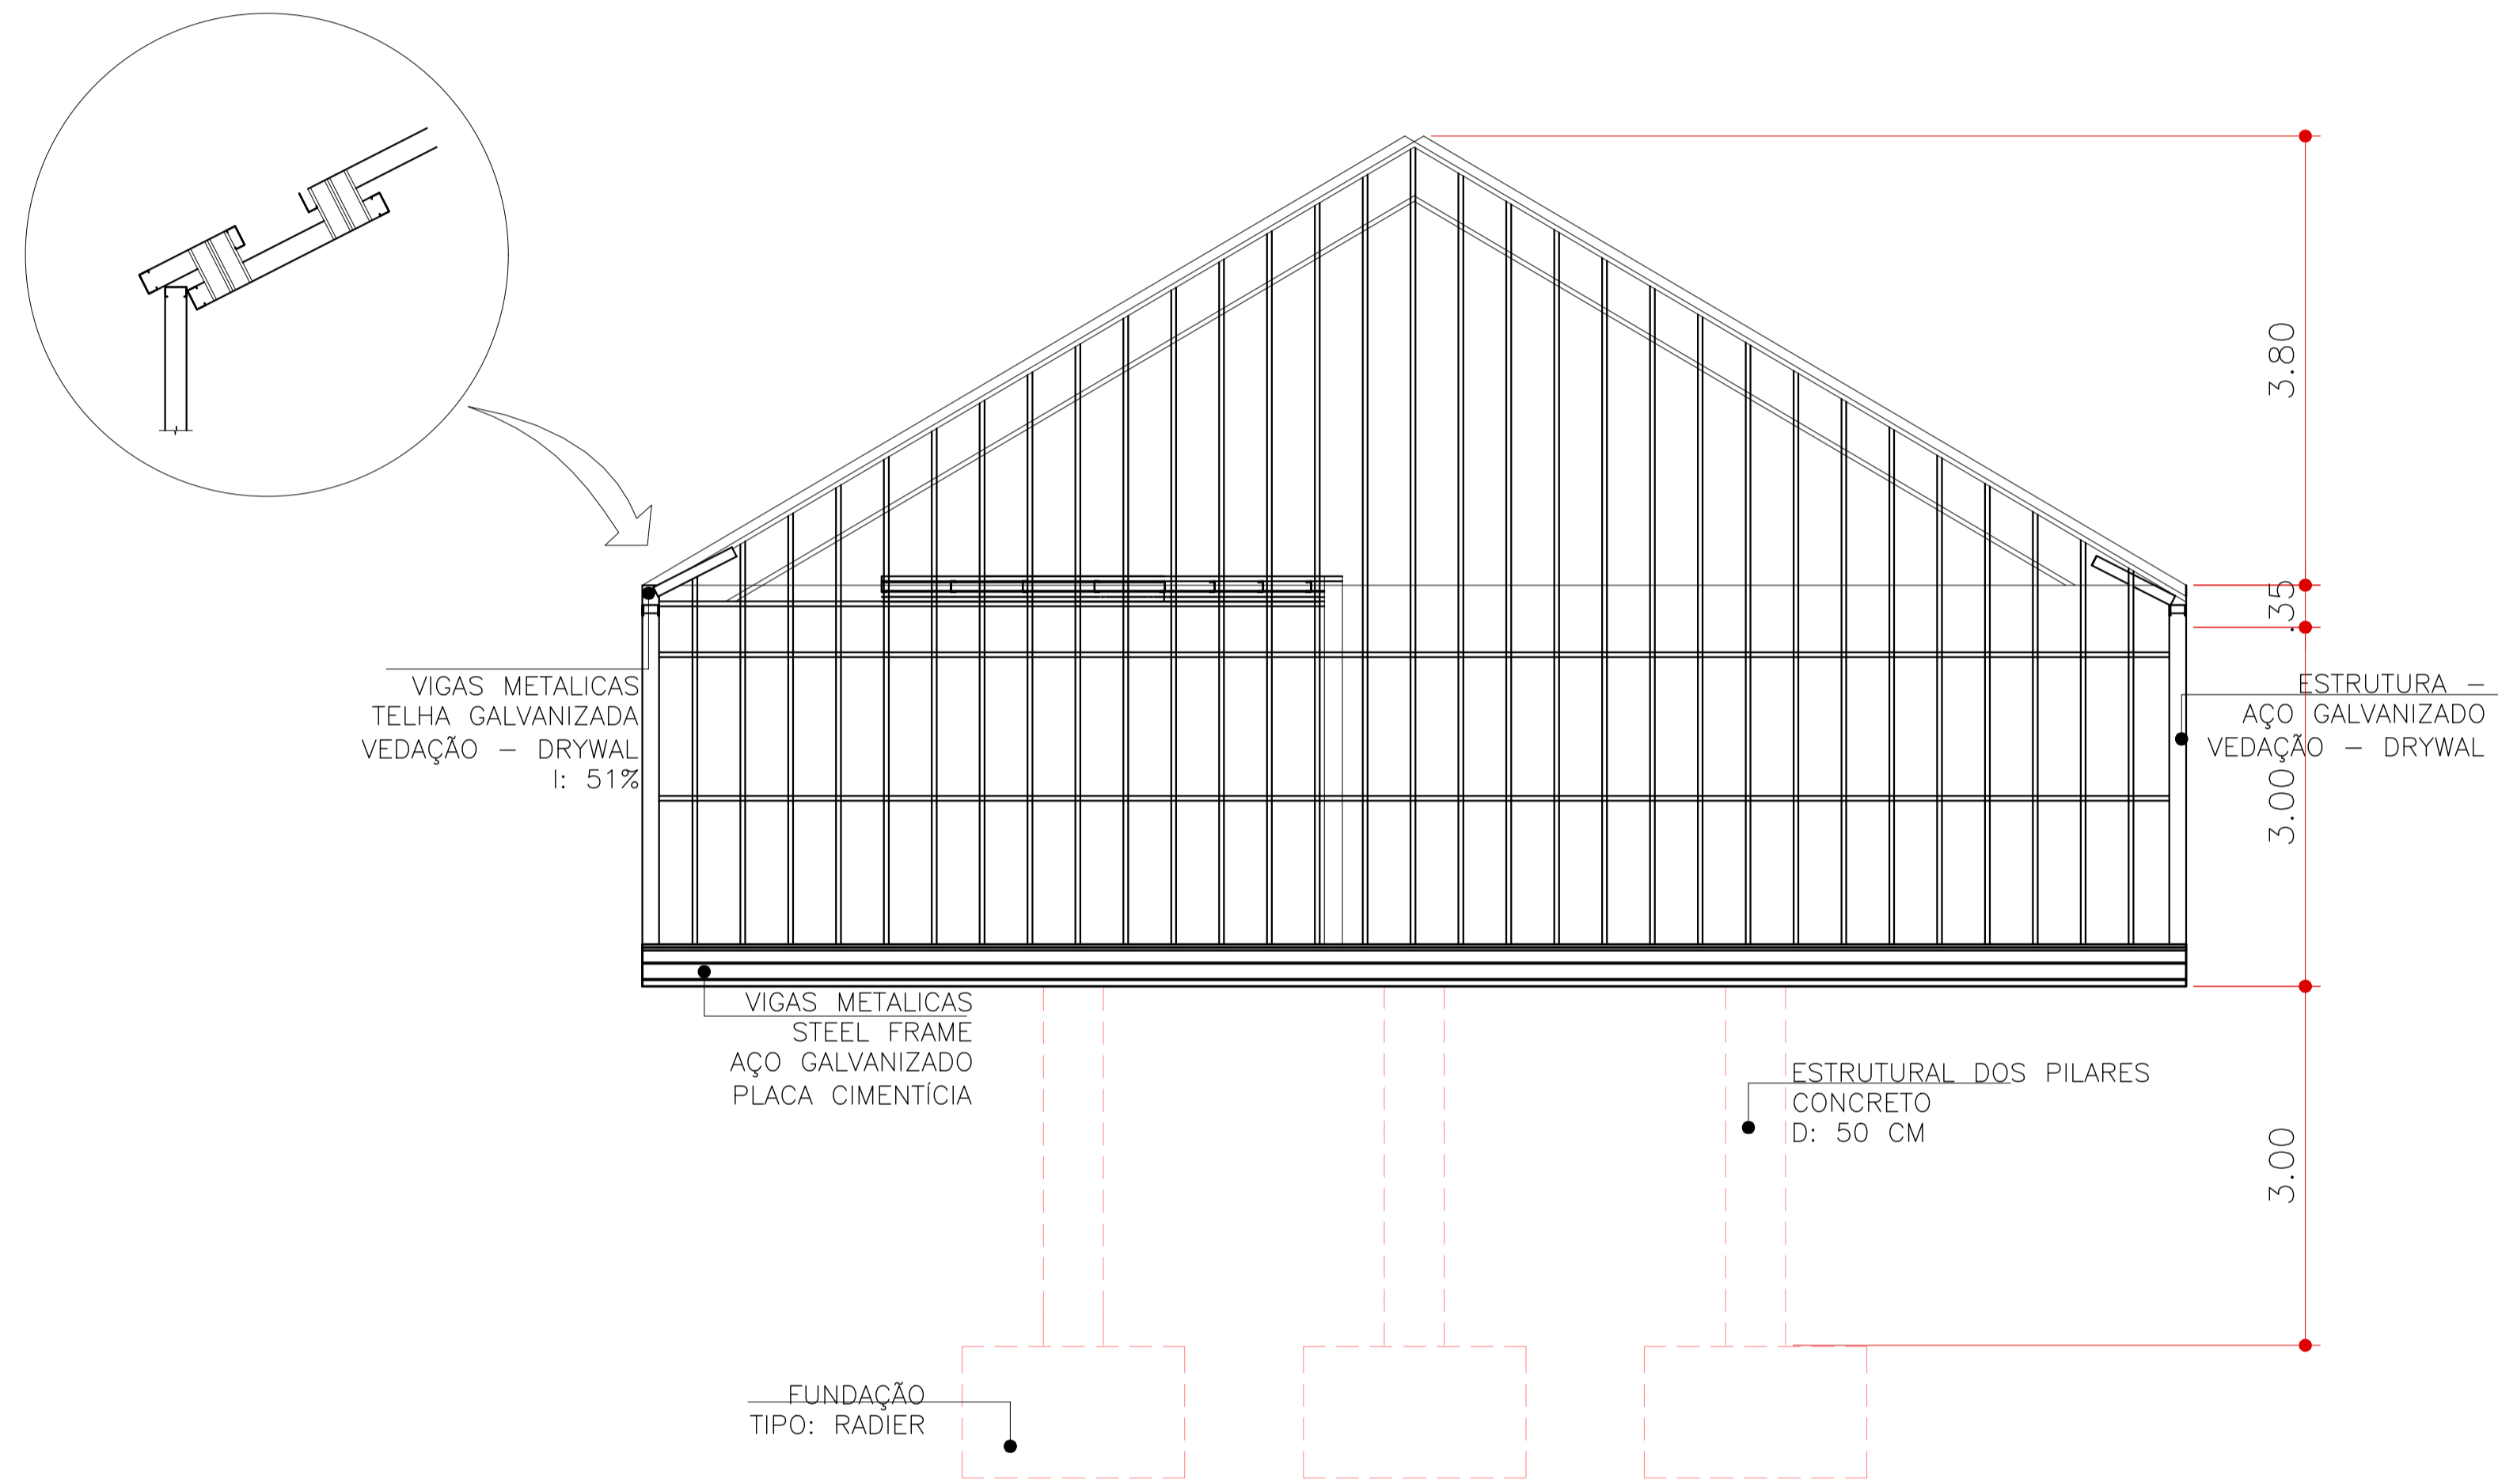 3.80
.35
VIGAS METALICAS
TELHA GALVANIZADA
VEDAÇÃO - DRYWAL
I: 51%
ESTRUTURA -
AÇO GALVANIZADO
VEDAÇÃO - DRYWAL
3.00
VIGAS METALICAS
STEEL FRAME
AÇO GALVANIZADO
PLACA CIMENTÍCIA
ESTRUTURAL DOS PILARES
CONCRETO
D: 50 CM
3.00
FUNDAÇÃO
TIPO: RADIER